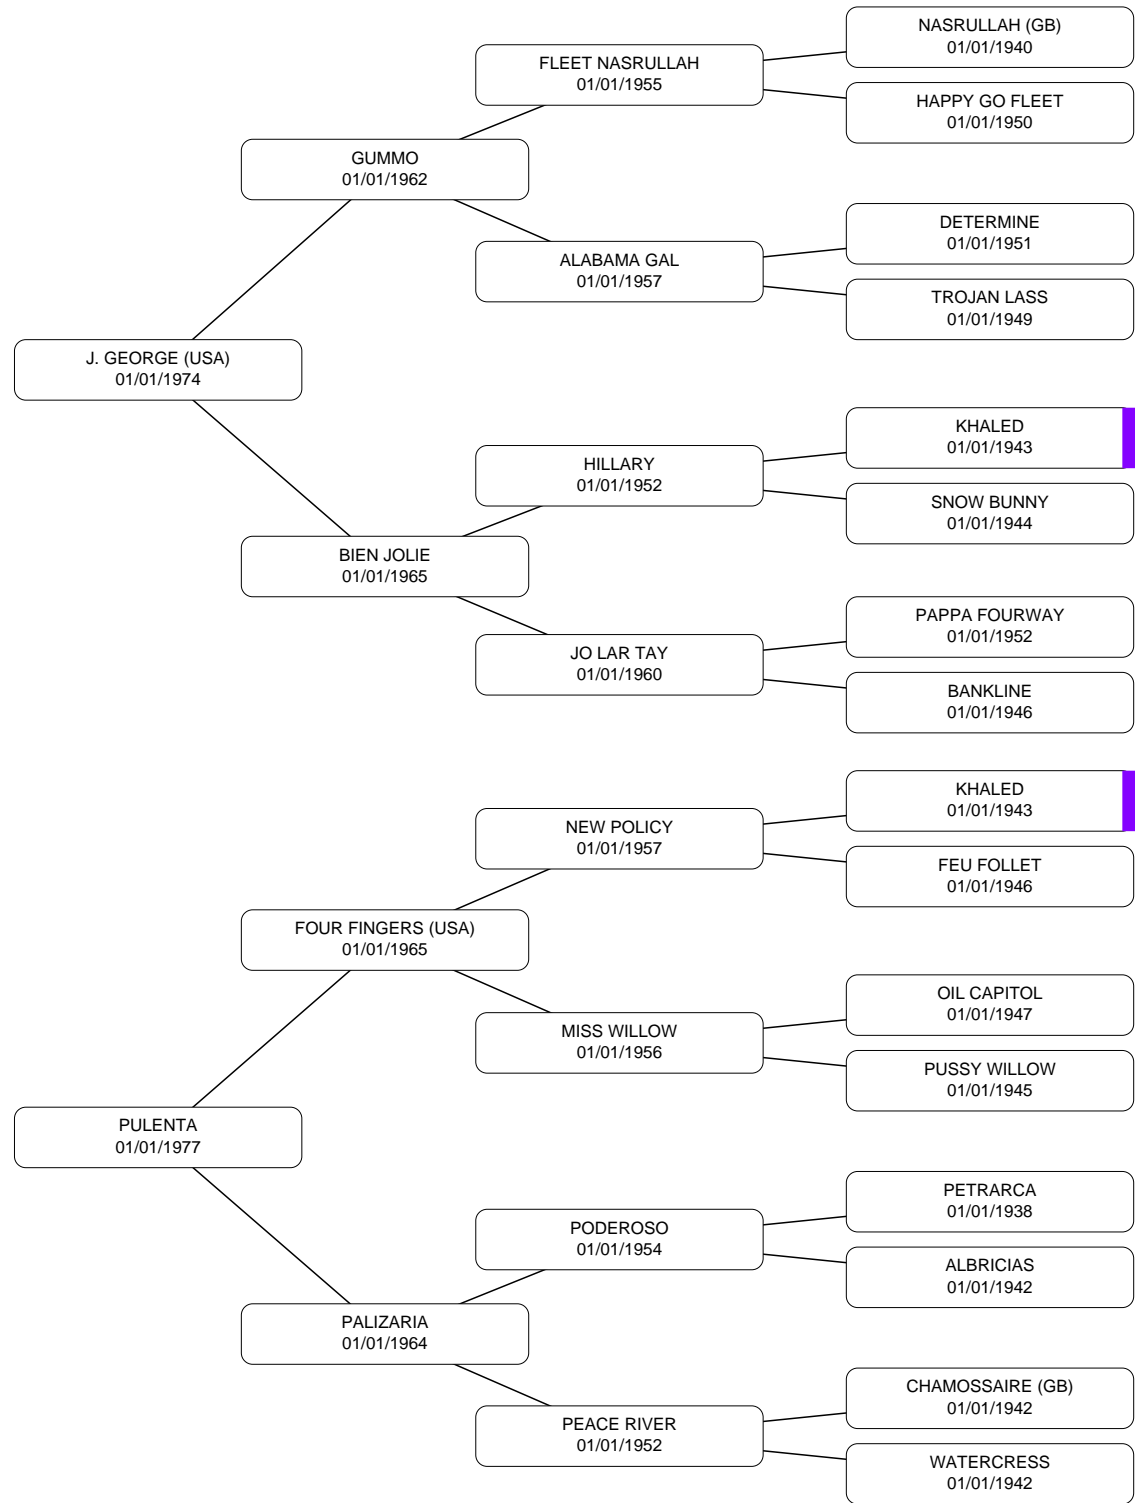 NASRULLAH (GB)
01/01/1940
FLEET NASRULLAH
01/01/1955
HAPPY GO FLEET
01/01/1950
GUMMO
01/01/1962
DETERMINE
01/01/1951
ALABAMA GAL
01/01/1957
TROJAN LASS
01/01/1949
J. GEORGE (USA)
01/01/1974
KHALED
01/01/1943
HILLARY
01/01/1952
SNOW BUNNY
01/01/1944
BIEN JOLIE
01/01/1965
PAPPA FOURWAY
01/01/1952
JO LAR TAY
01/01/1960
BANKLINE
01/01/1946
KHALED
01/01/1943
NEW POLICY
01/01/1957
FEU FOLLET
01/01/1946
FOUR FINGERS (USA)
01/01/1965
OIL CAPITOL
01/01/1947
MISS WILLOW
01/01/1956
PUSSY WILLOW
01/01/1945
PULENTA
01/01/1977
PETRARCA
01/01/1938
PODEROSO
01/01/1954
ALBRICIAS
01/01/1942
PALIZARIA
01/01/1964
CHAMOSSAIRE (GB)
01/01/1942
PEACE RIVER
01/01/1952
WATERCRESS
01/01/1942